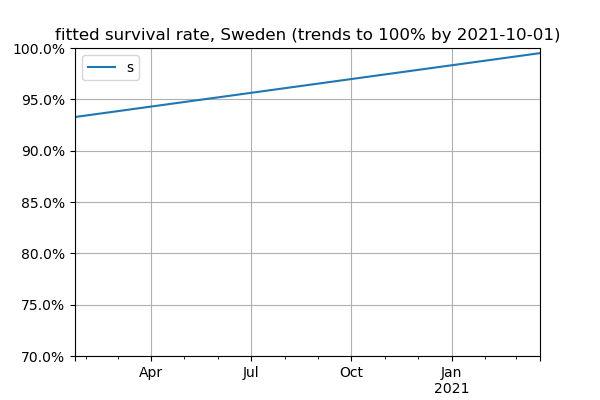 fitted survival rate, Sweden (trends to 100% by 2021-10-01)
100.0%
s
95.0%
90.0%
85.0%
80.0%
75.0%
70.0%
Apr Jul Oct Jan
2021